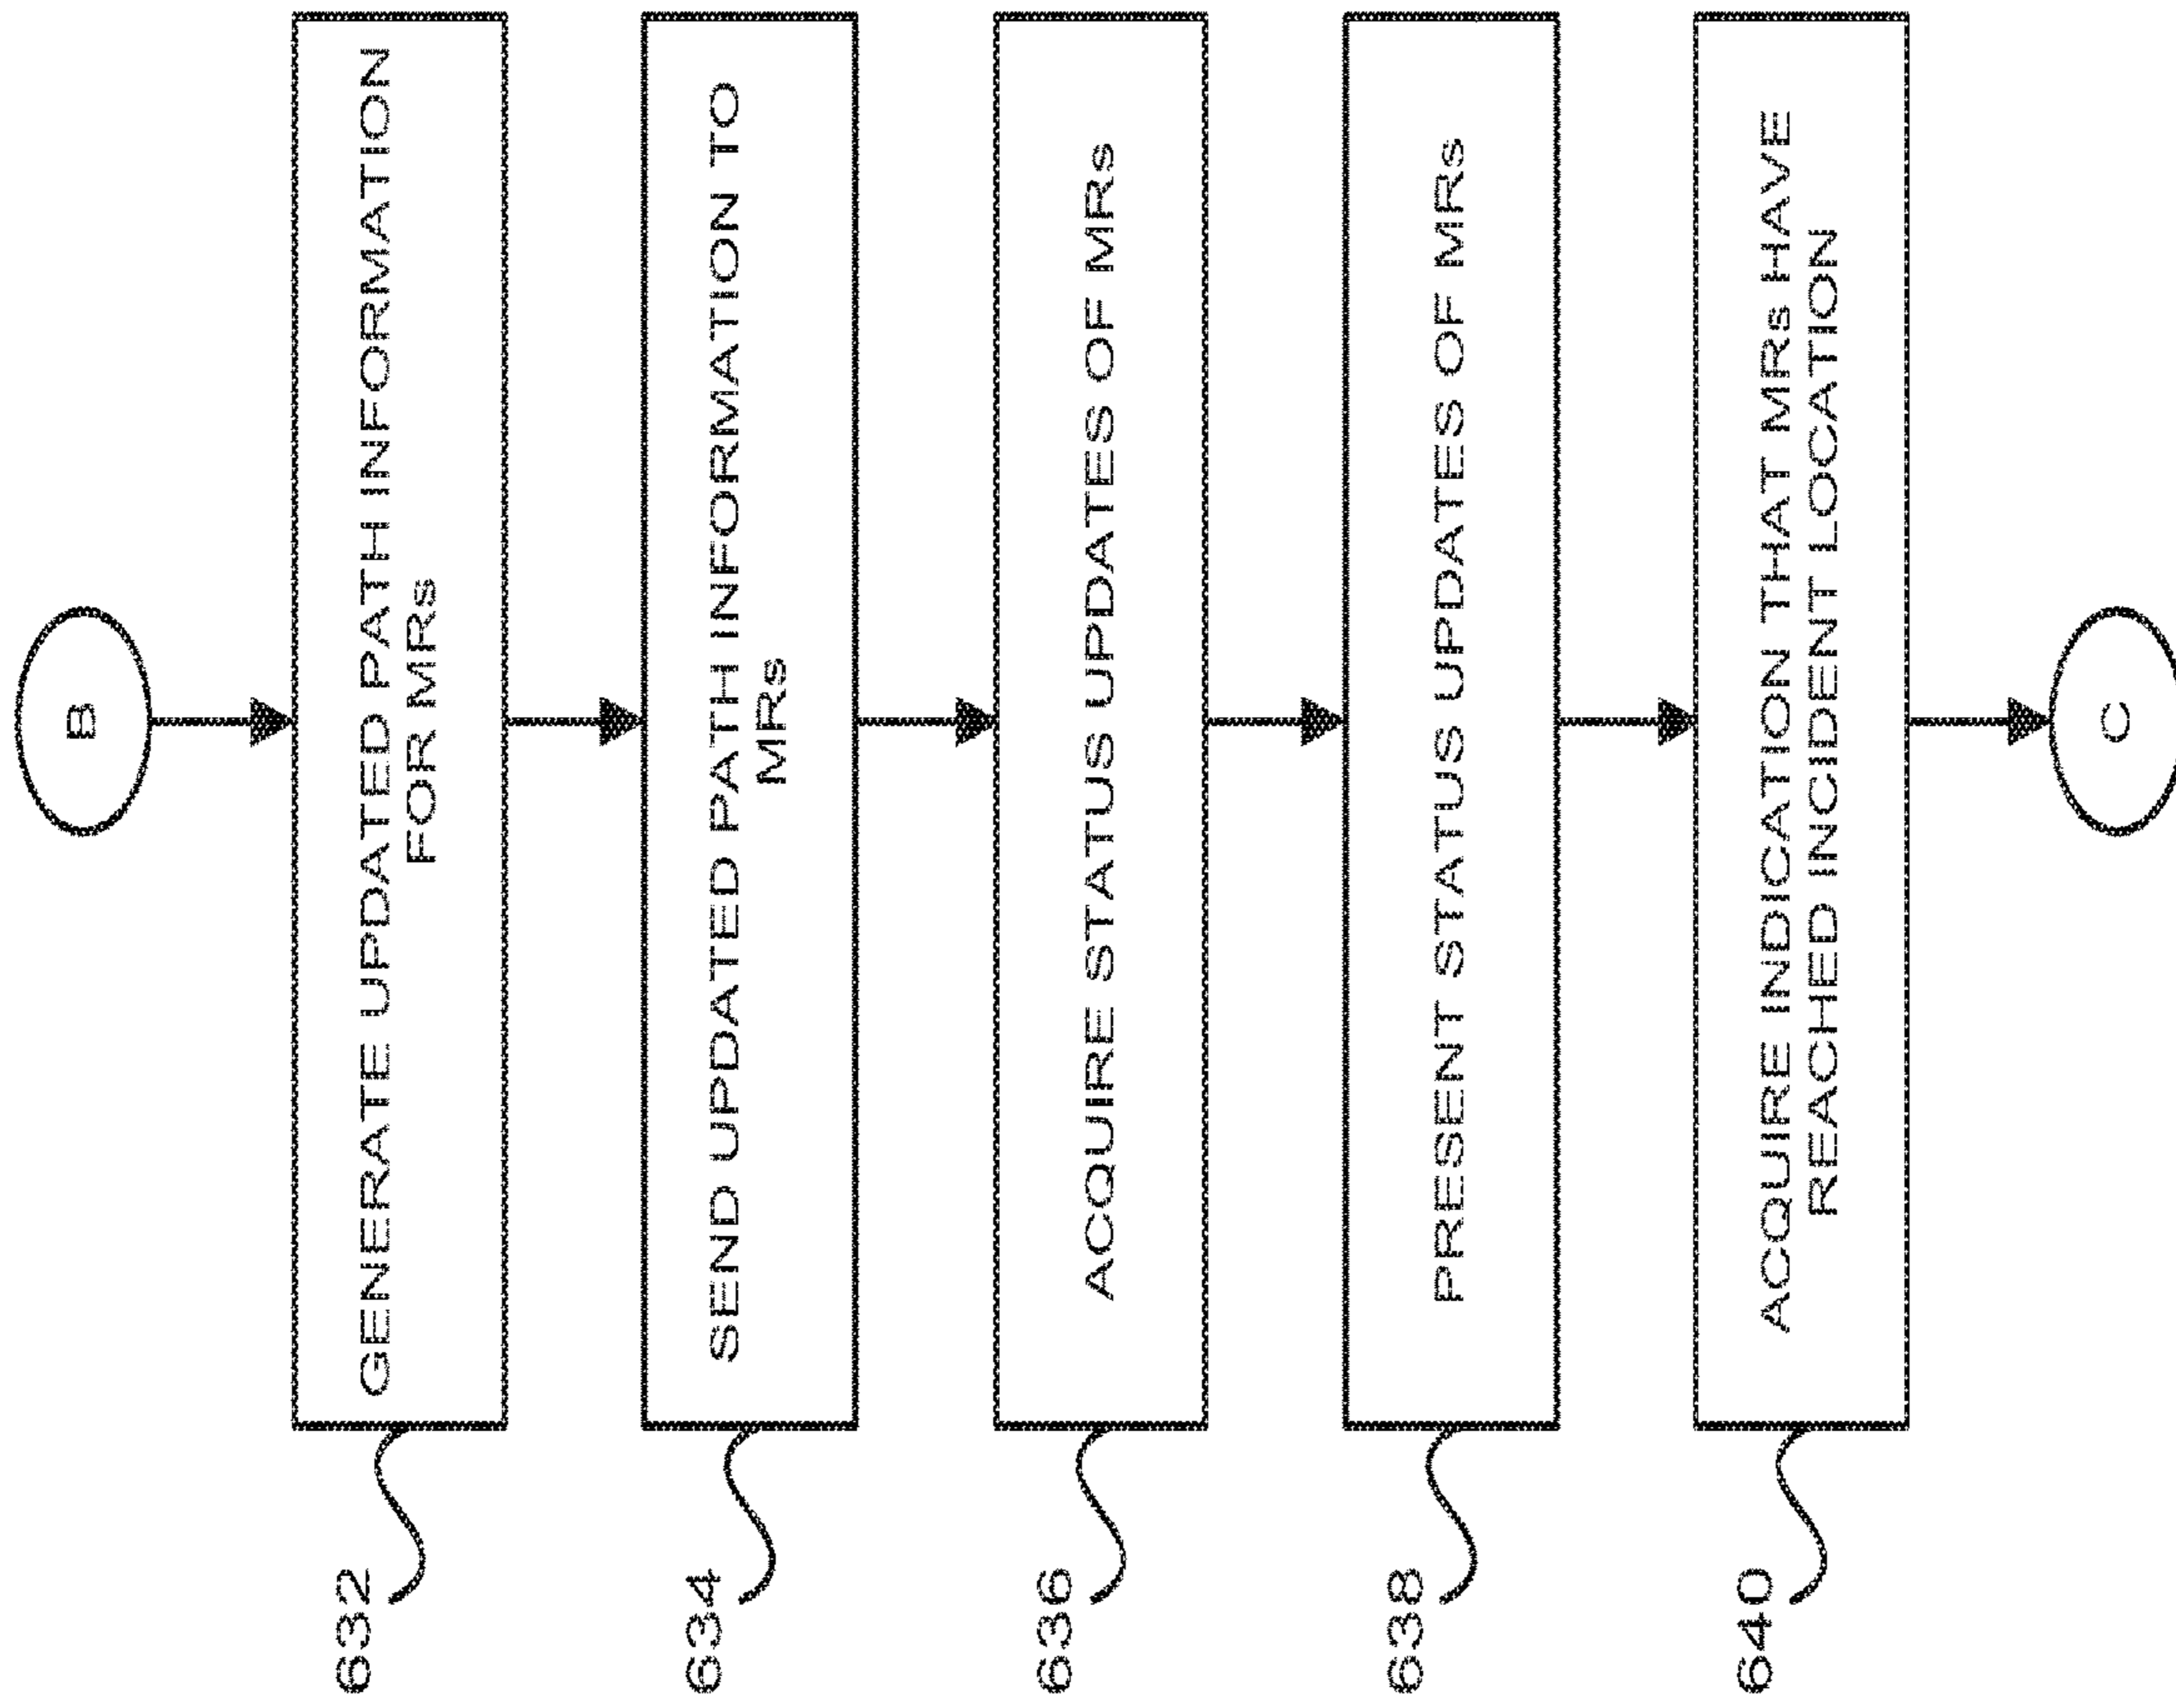 B
632
GENERATE UPDATED PATH INFORMATION
FOR MRs
634
SEND UPDATED PATH INFORMATION TO
MRs
636
ACQUIRE STATUS UPDATES OF MRs
638
PRESENT STATUS UPDATES OF MRs
640
ACQUIRE INDICATION THAT MRs HAVE
REACHED INCIDENT LOCATION
C